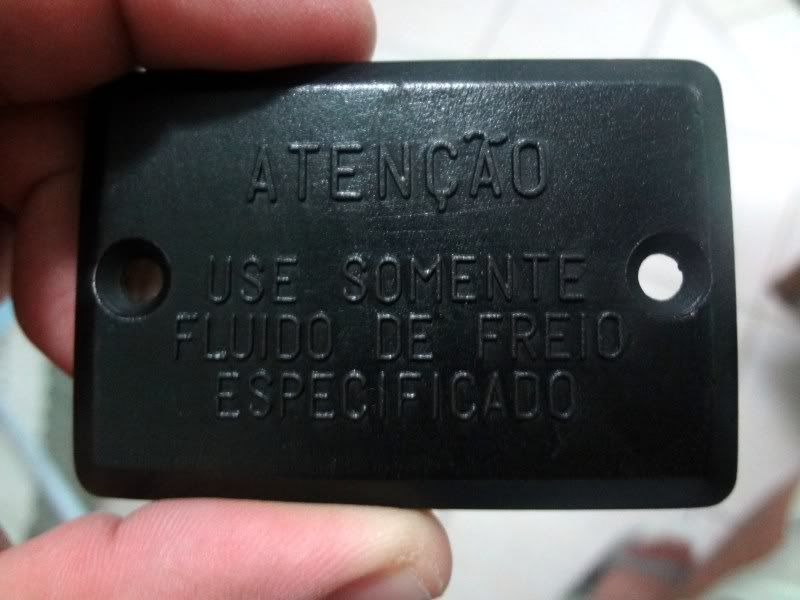 ATENÇÃO
USE SOMENTE
FLUIDO DE FREIO
ESPECIFICADO